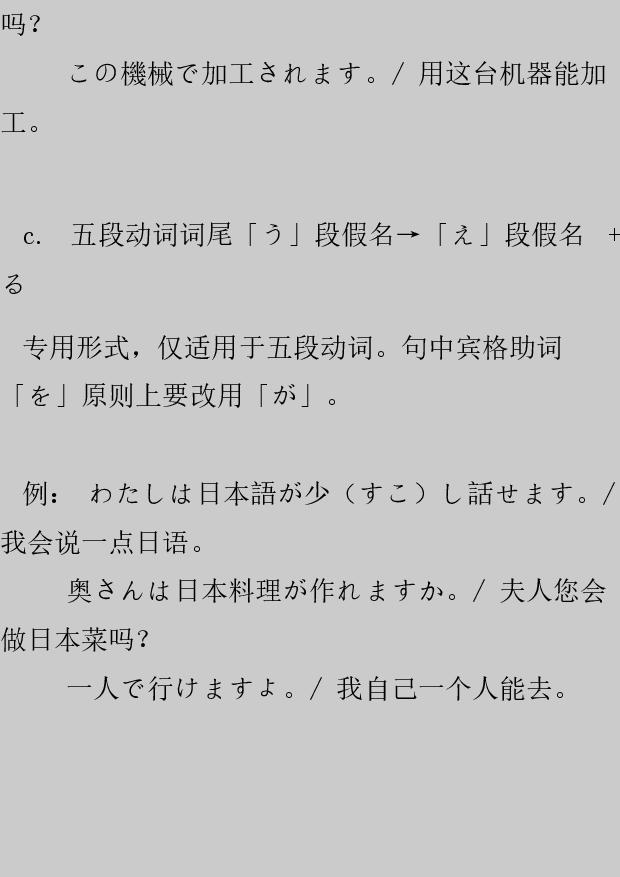 吗？
この機械で加工されます。/ 用这台机器能加
工。
c. 五段动词词尾「う」段假名→「え」段假名 +
る
专用形式，仅适用于五段动词。句中宾格助词
「を」原则上要改用「が」。
例： わたしは日本語が少（すこ）し話せます。/
我会说一点日语。
奥さんは日本料理が作れますか。/ 夫人您会
做日本菜吗？
一人で行けますよ。/ 我自己一个人能去。